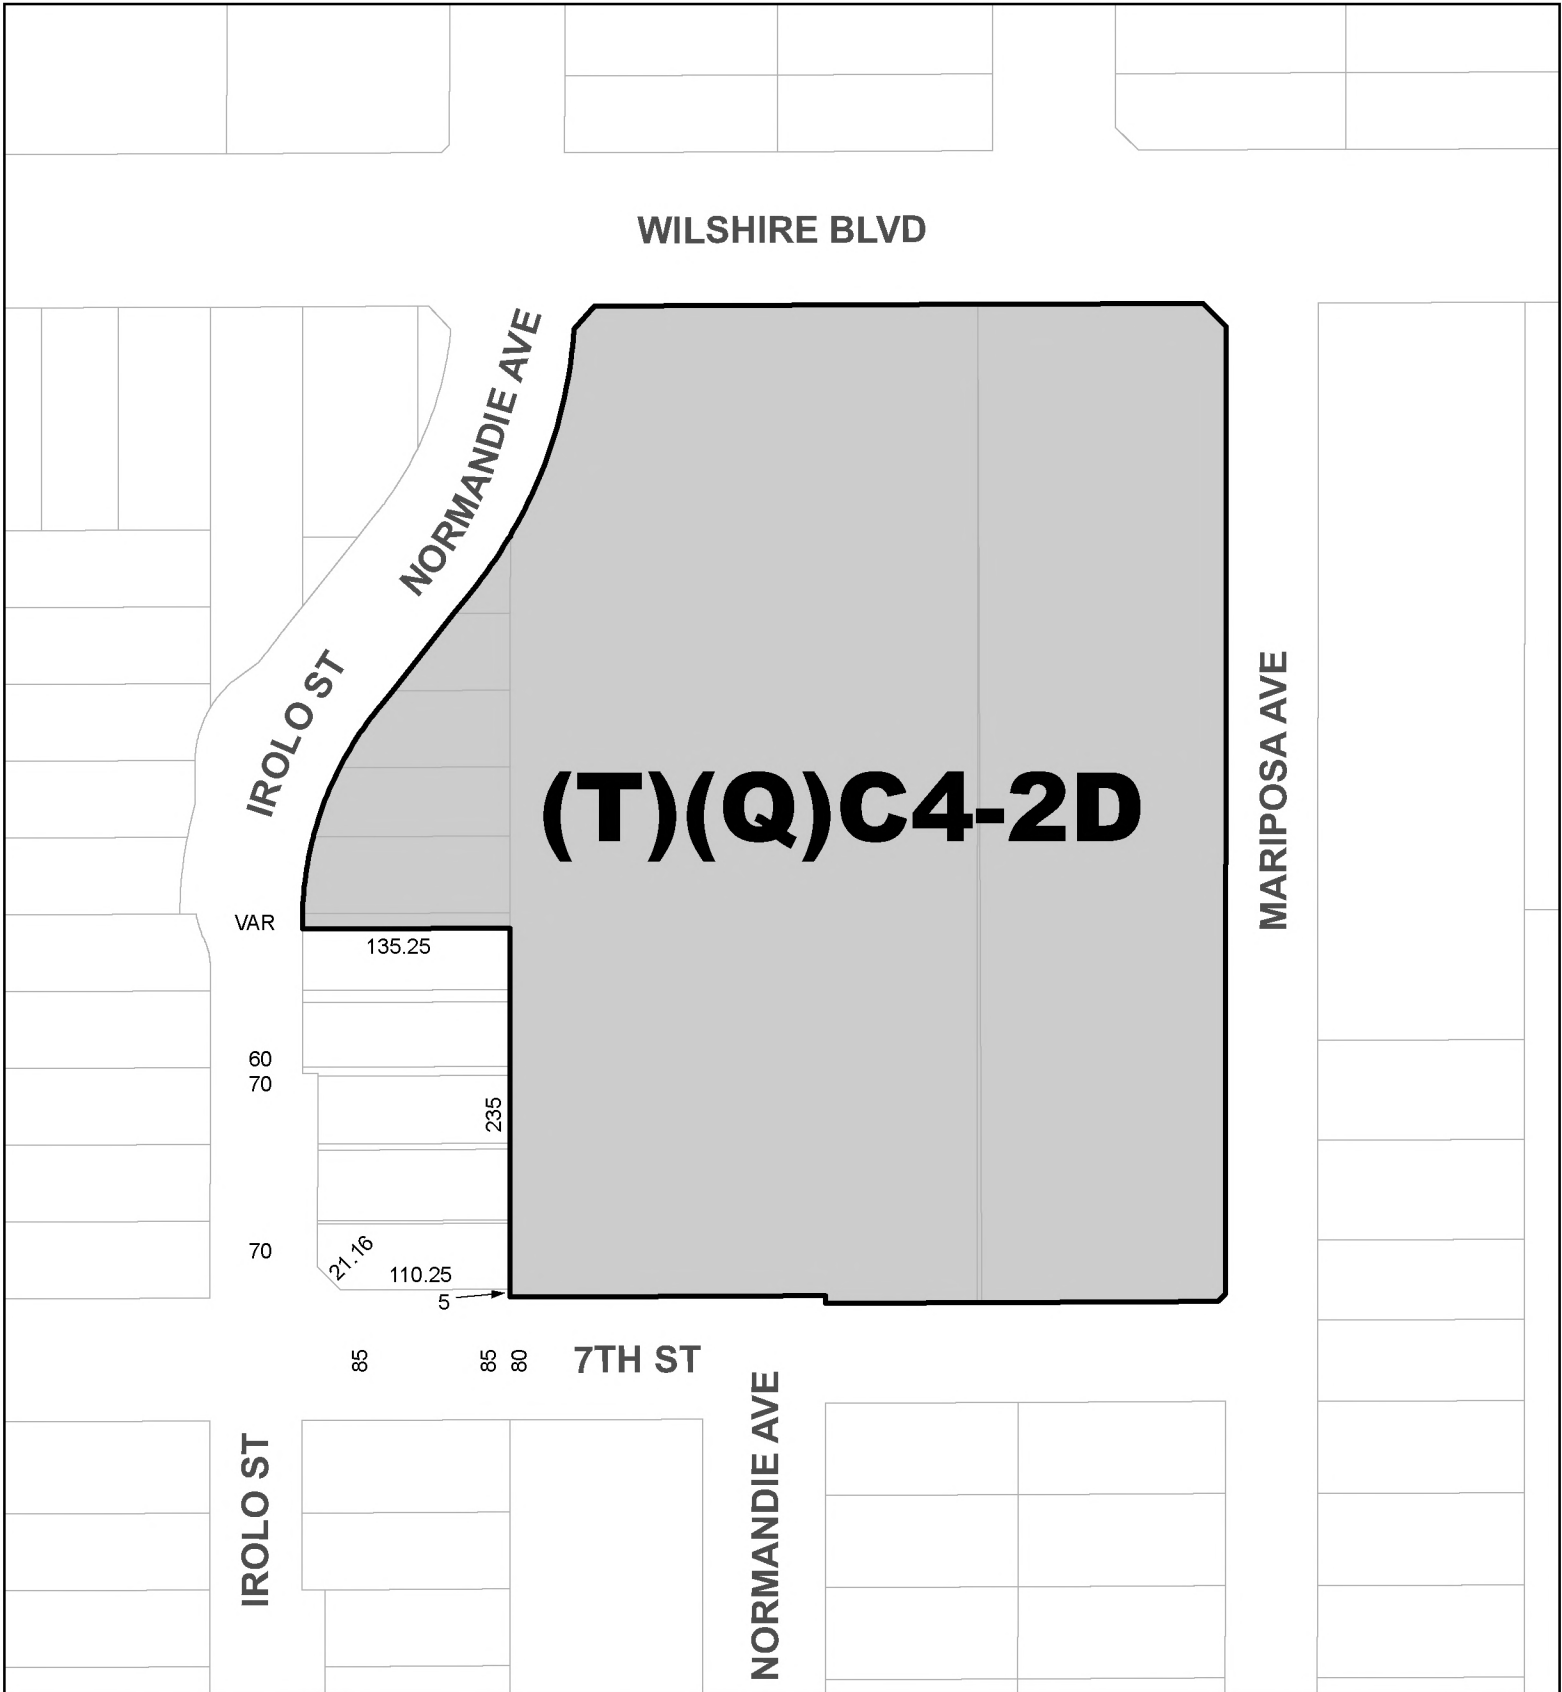 WILSHIRE BLVD
NORMANDIE AVE
IROLO ST
MARIPOSA AVE
(T)(Q)C4-2D
VAR
135.25
60
70
235
70
21.16
110.25
5
85
85
80
7TH ST
IROLO ST
NORMANDIE AVE